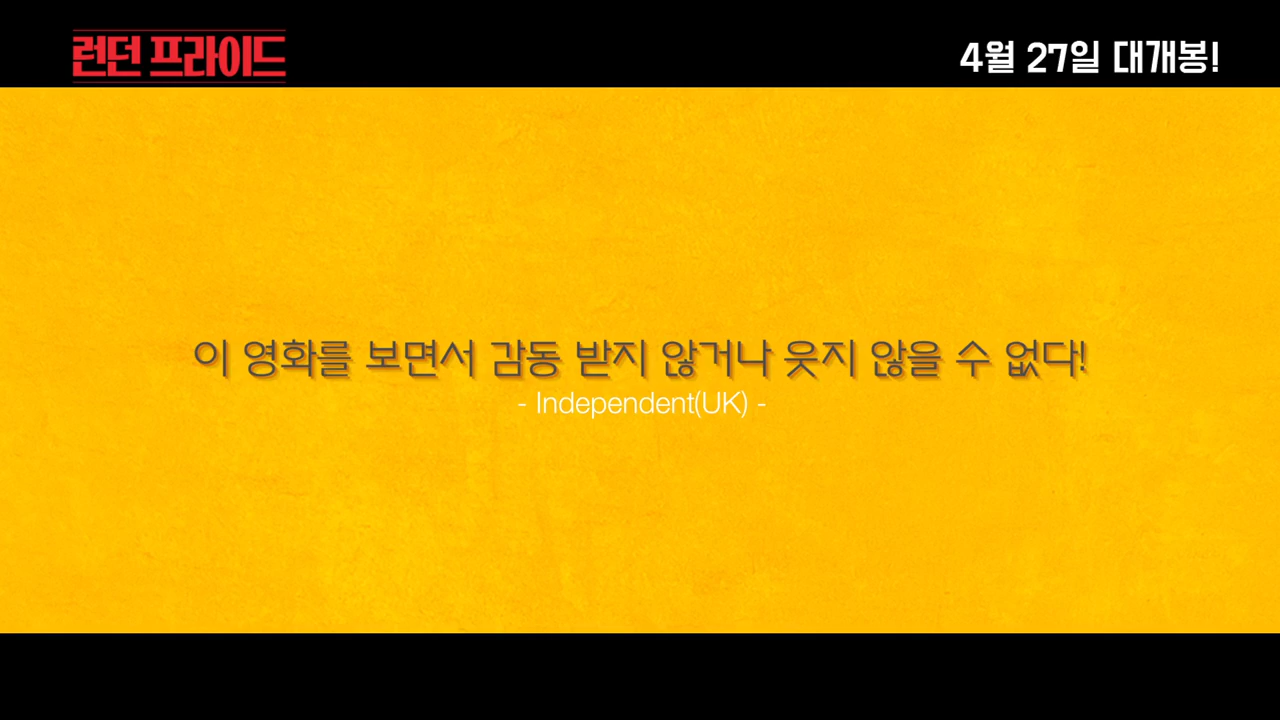 런던 프라이드
4월 27일 대개봉!
이 영화를 보면서 감동 받지 않거나 웃지 않을 수 없다!
- Independent(UK) -